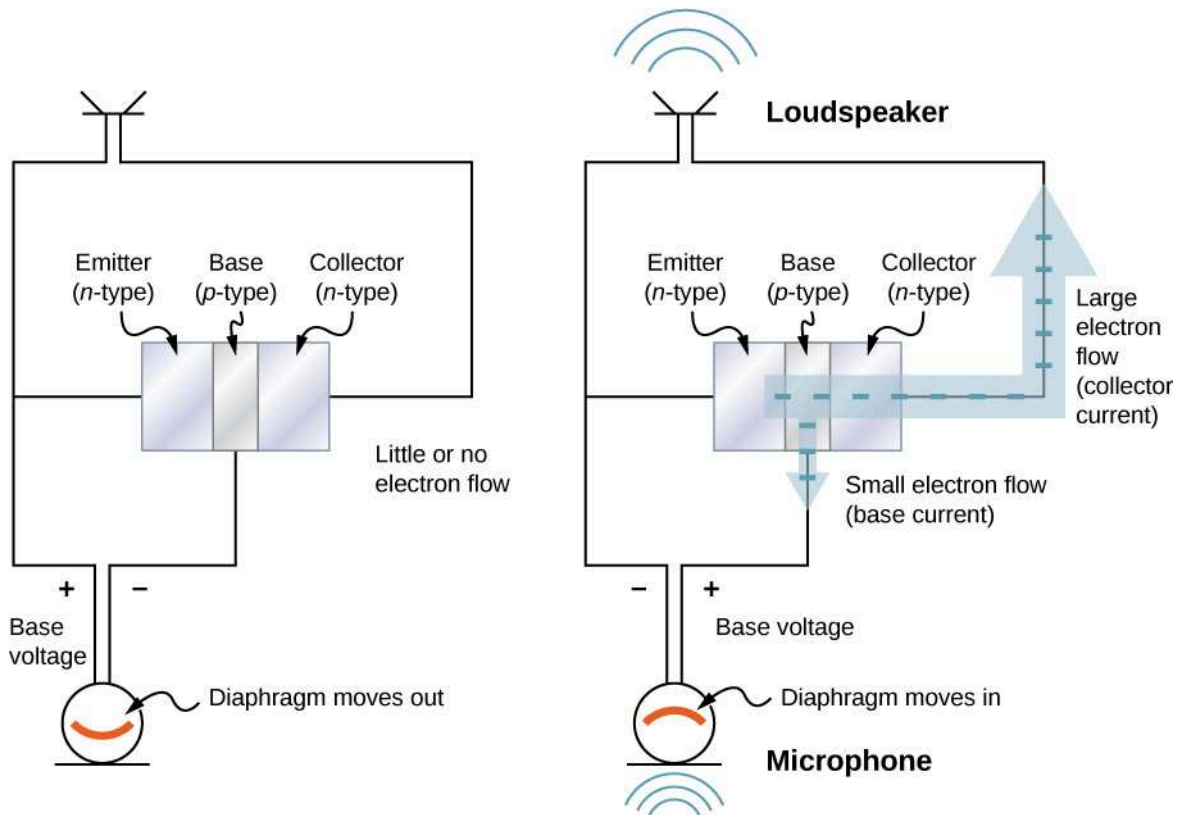 Emitter
(n-type)
Base
(p-type)
Collector
(n-type)
Little or no
electron flow
+
−
Base
voltage
Diaphragm moves out
Loudspeaker
Emitter
(n-type)
Base
(p-type)
Collector
(n-type)
Large
electron
flow
(collector
current)
Small electron flow
(base current)
−
+
Base voltage
Diaphragm moves in
Microphone